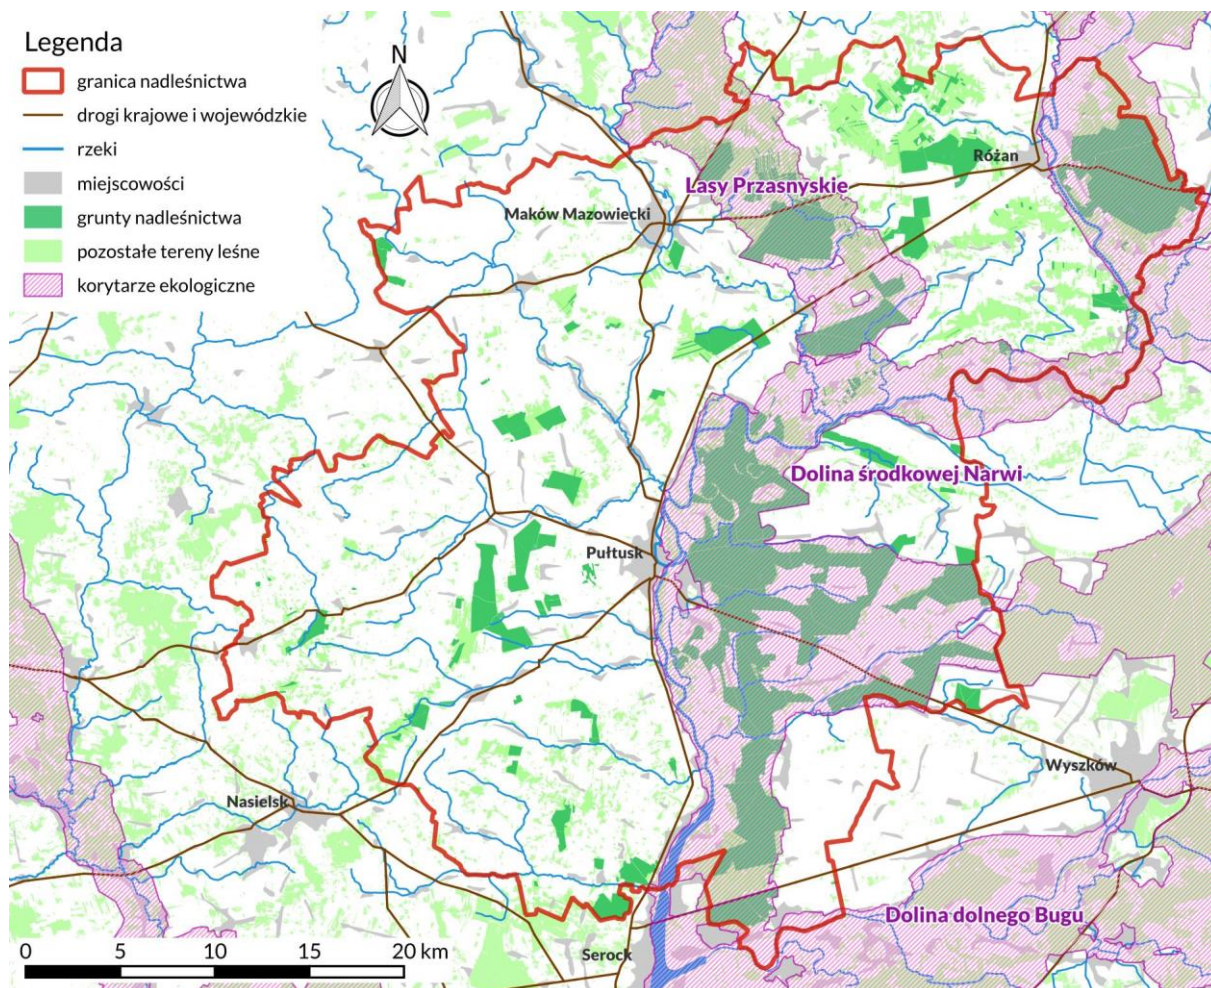 Legenda
granica nadleśnictwa
drogi krajowe i wojewódzkie
rzeki
miejscowości
grunty nadleśnictwa
pozostałe tereny leśne
korytarze ekologiczne
N
Różan
Lasy Przasnyskie
Maków Mazowiecki
Dolina środkowej Narwi
Pułtusk
Wyszków
Nasielsk
Dolina dolnego Bugu
Serock
0 5 10 15 20 km